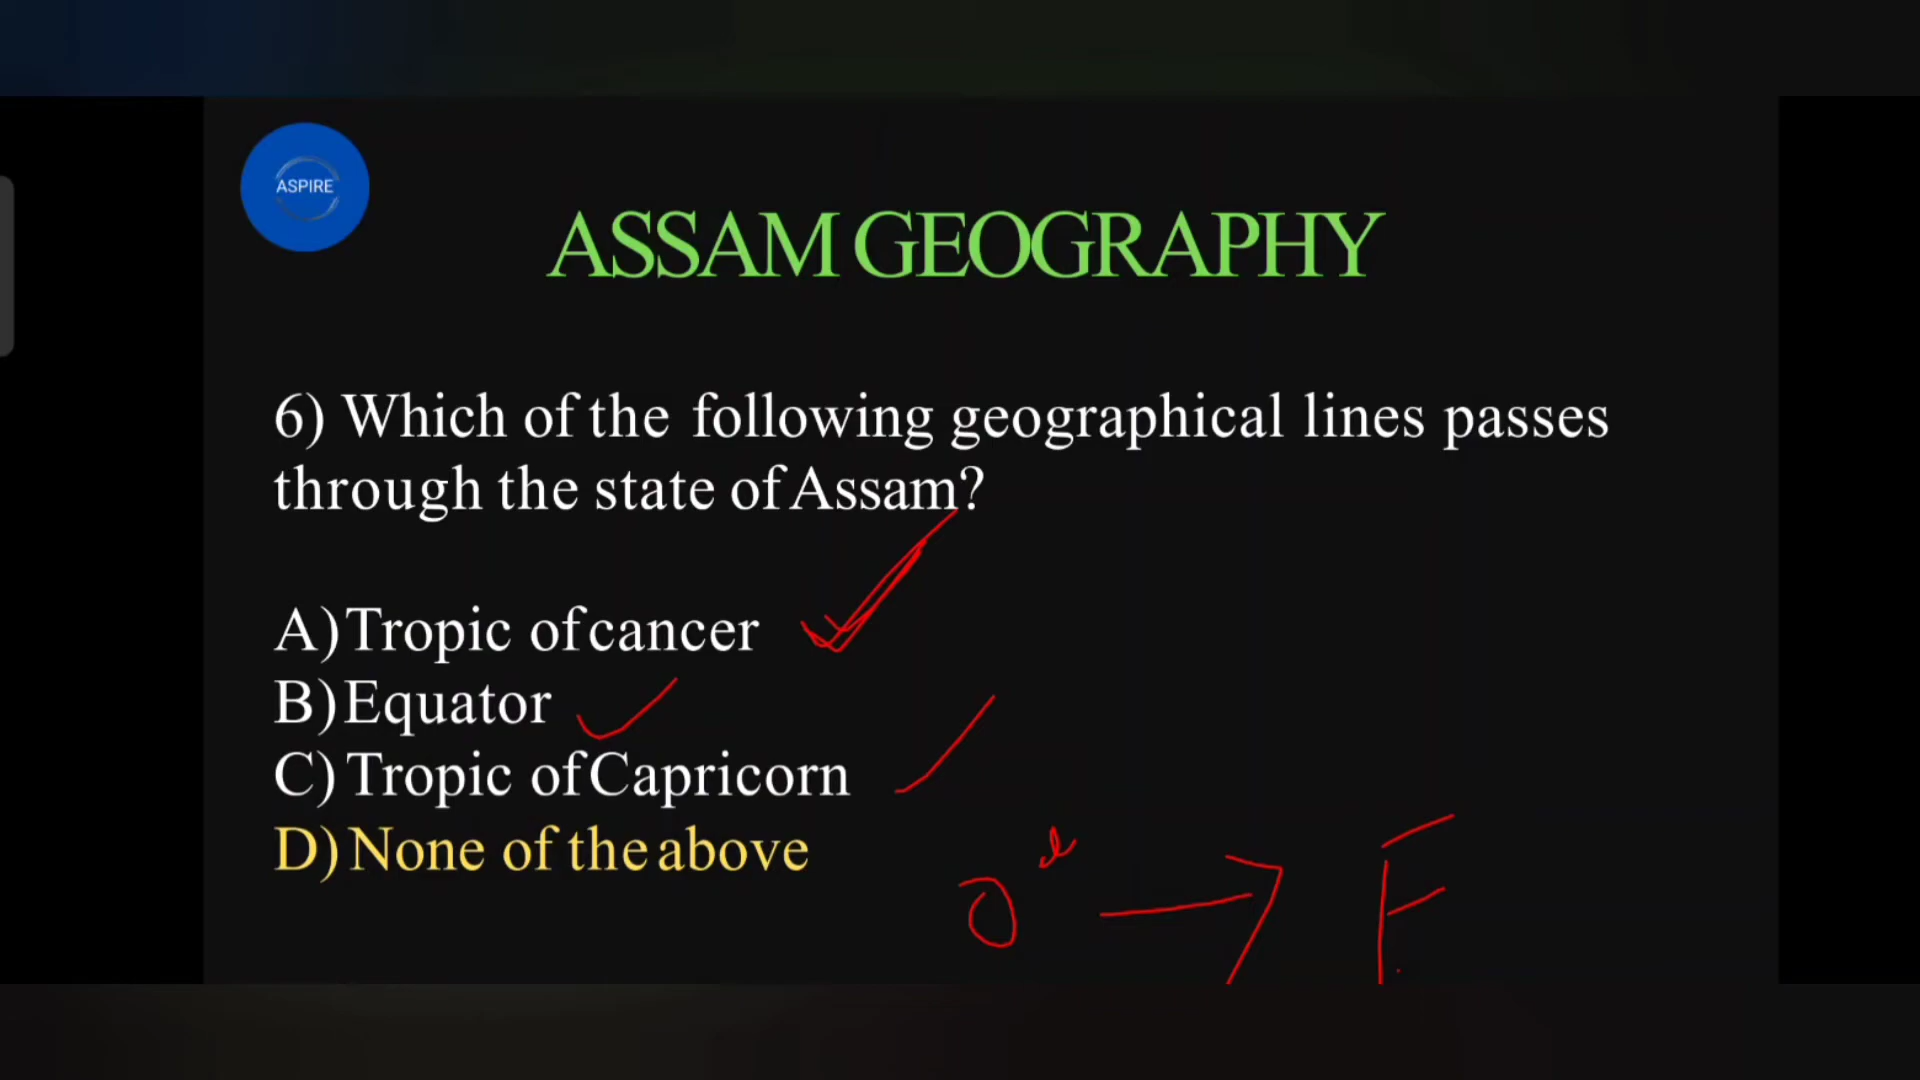 ASPIRE
ASSAM GEOGRAPHY
6) Which of the following geographical lines passes
through the state of Assam?
A) Tropic of cancer
B) Equator
C) Tropic of Capricorn
D) None of the above